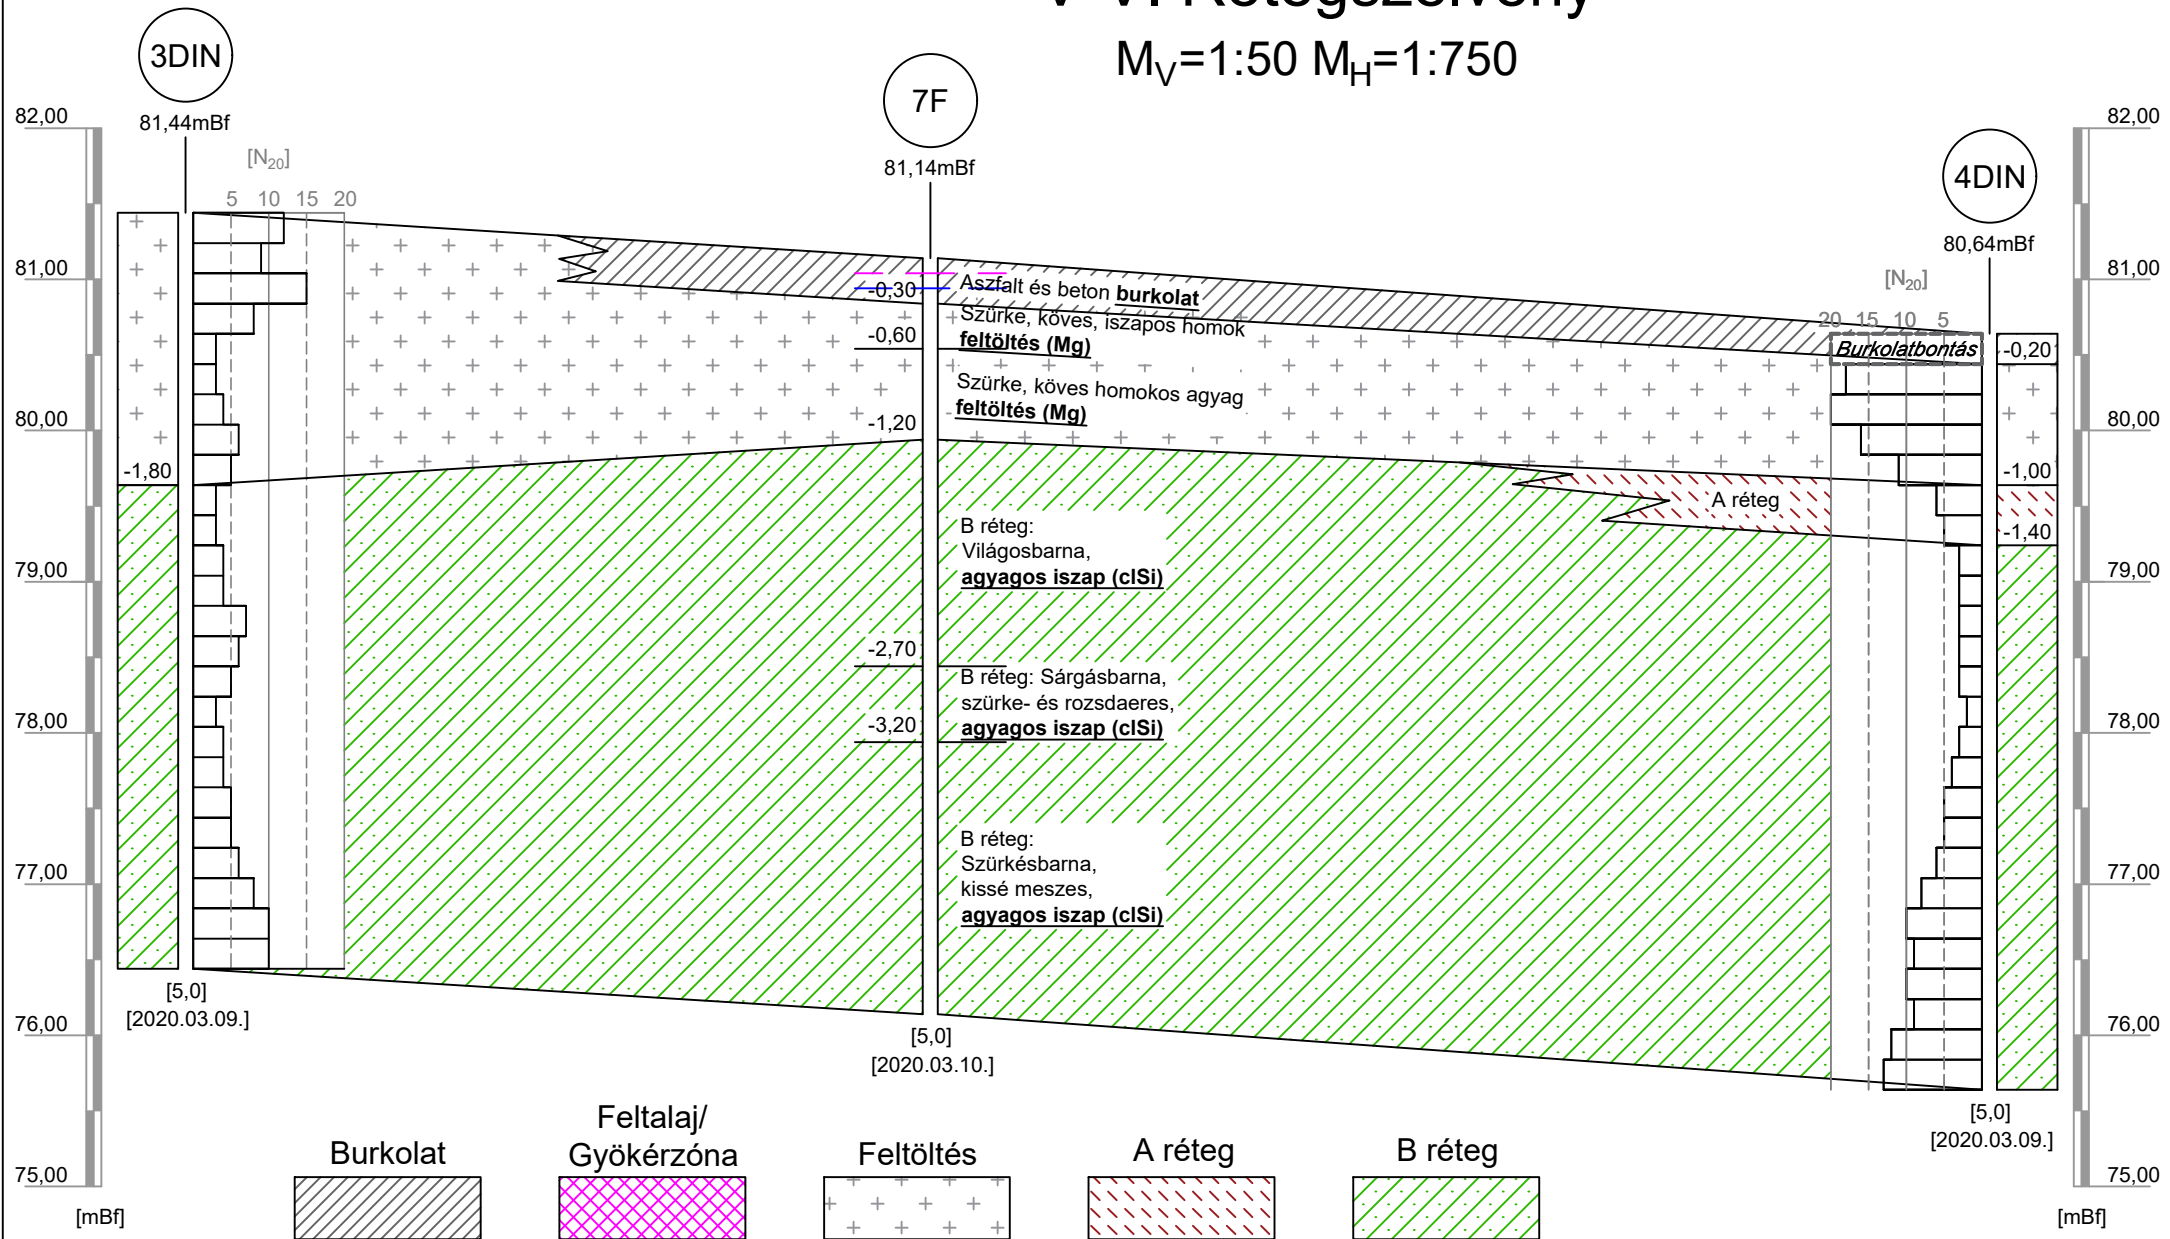 M_V=1:50 M_H=1:750
3DIN
81,44mBf
7F
81,14mBf
4DIN
80,64mBf
82,00
81,00
80,00
79,00
78,00
77,00
76,00
75,00
[mBf]
[N20]
5 10 15 20
-1,80
[5,0]
[2020.03.09.]
-0,30
-0,60
-1,20
-2,70
-3,20
Aszfalt és beton burkolat
Szürke, köves, iszapos homok
feltöltés (Mg)
Szürke, köves homokos agyag
feltöltés (Mg)
B réteg:
Világosbarna,
agyagos iszap (clSi)
B réteg: Sárgásbarna,
szürke- és rozsdaeres,
agyagos iszap (clSi)
B réteg:
Szürkésbarna,
kissé meszes,
agyagos iszap (clSi)
[5,0]
[2020.03.10.]
A réteg
[N20]
20 15 10 5
Burkolatbontás
-0,20
-1,00
-1,40
[5,0]
[2020.03.09.]
82,00
81,00
80,00
79,00
78,00
77,00
76,00
75,00
[mBf]
Burkolat
Feltalaj/
Gyökérzóna
Feltöltés
A réteg
B réteg